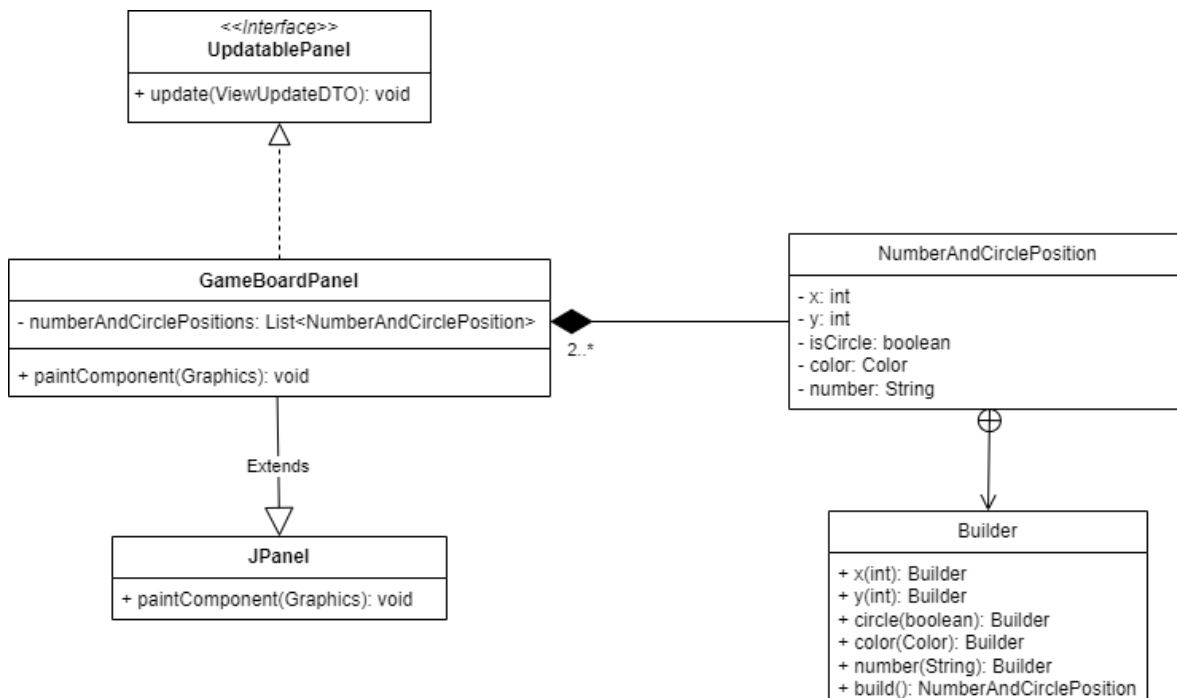 <<Interface>>
UpdatablePanel
+ update(ViewUpdateDTO): void
GameBoardPanel
- numberAndCirclePositions: List<NumberAndCirclePosition>
+ paintComponent(Graphics): void
2..*
NumberAndCirclePosition
- x: int
- y: int
- isCircle: boolean
- color: Color
- number: String
Extends
JPanel
+ paintComponent(Graphics): void
Builder
+ x(int): Builder
+ y(int): Builder
+ circle(boolean): Builder
+ color(Color): Builder
+ number(String): Builder
+ build(): NumberAndCirclePosition